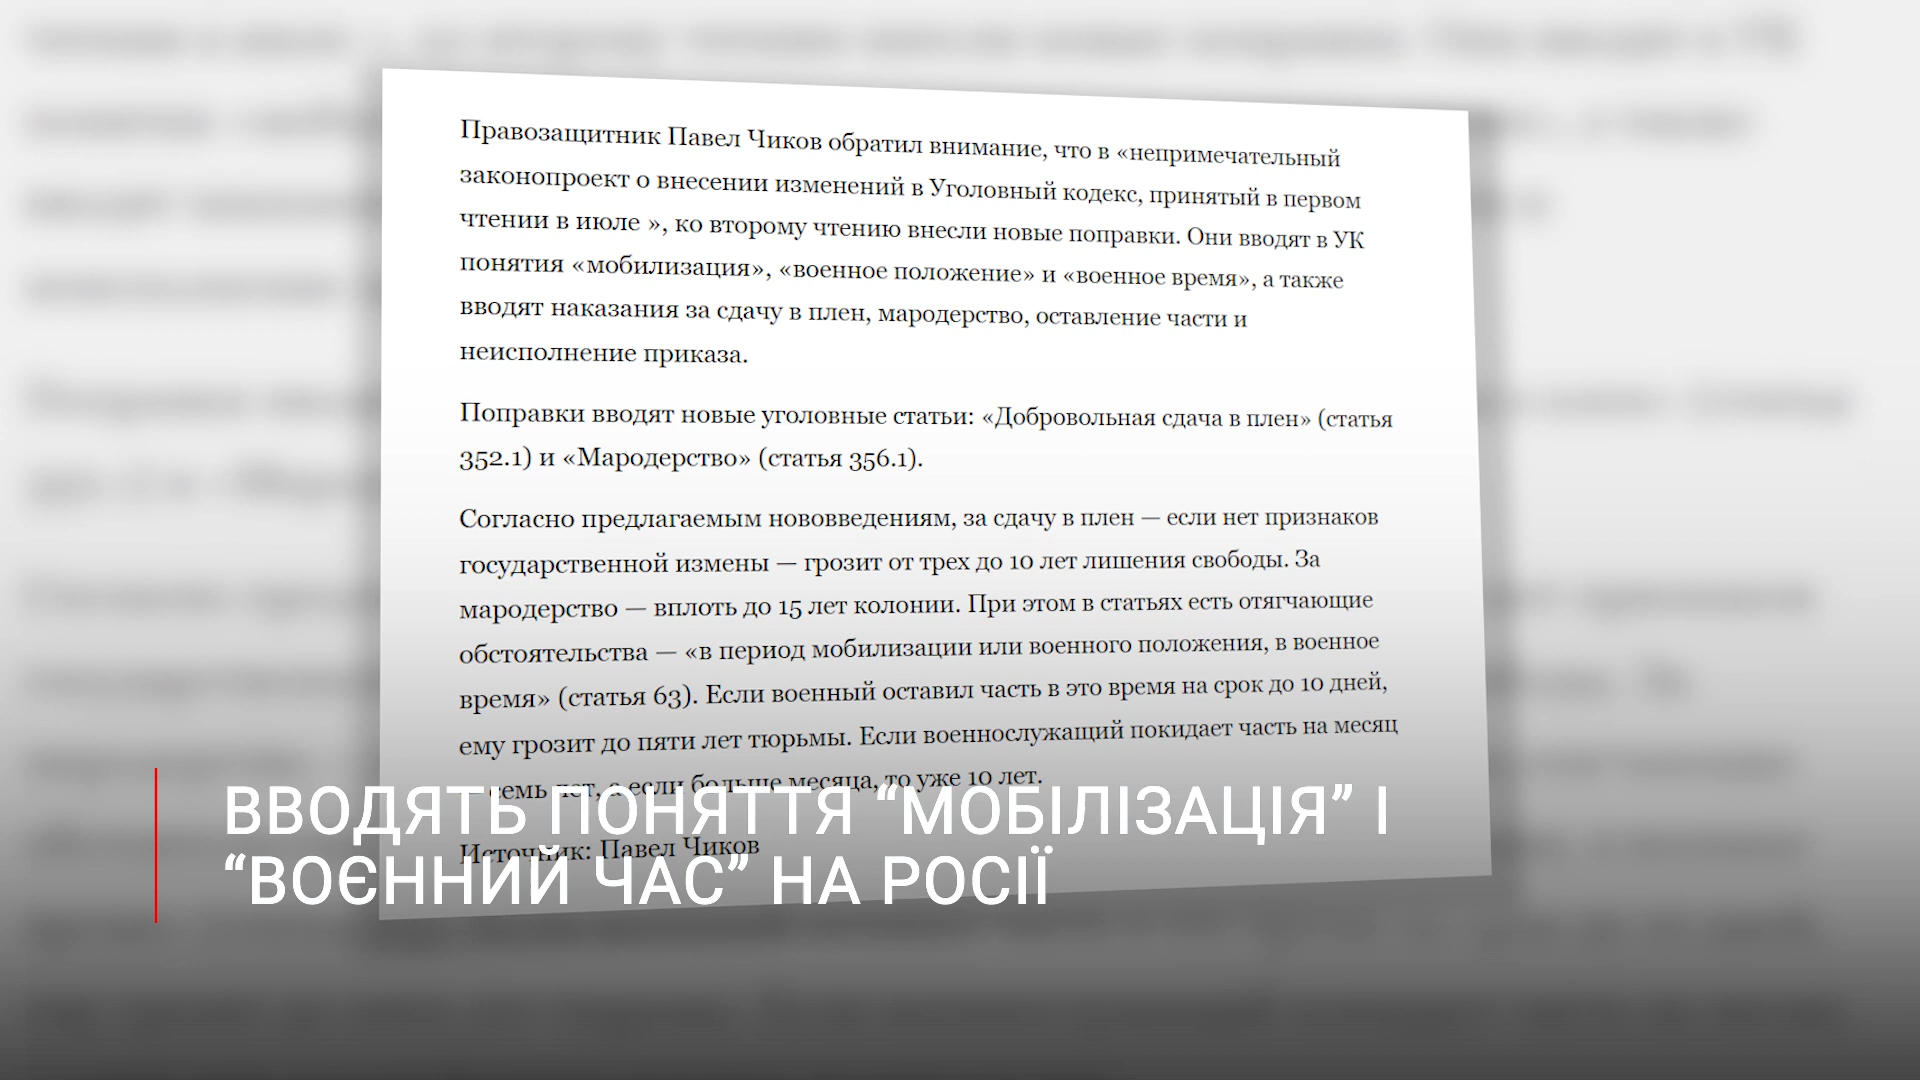 Правозащитник Павел Чиков обратил внимание, что в «непримечательный
законопроект о внесении изменений в Уголовный кодекс, принятый в первом
чтении в июле », ко второму чтению внесли новые поправки. Они вводят в УК
понятия «мобилизация», «военное положение» и «военное время», а также
вводят наказания за сдачу в плен, мародерство, оставление части и
неисполнение приказа.
Поправки вводят новые уголовные статьи: «Добровольная сдача в плен» (статья
352.1) и «Мародерство» (статья 356.1).
Согласно предлагаемым нововведениям, за сдачу в плен — если нет признаков
государственной измены — грозит от трех до 10 лет лишения свободы. За
мародерство — вплоть до 15 лет колонии. При этом в статьях есть отягчающие
обстоятельства — «в период мобилизации или военного положения, в военное
время» (статья 63). Если военный оставил часть в это время на срок до 10 дней,
ему грозит до пяти лет тюрьмы. Если военнослужащий покидает часть на месяц
— семь лет, а если больше месяца, то уже 10 лет.
Источник: Павел Чиков
ВВОДЯТЬ ПОНЯТТЯ “МОБІЛІЗАЦІЯ” І
“ВОЄННИЙ ЧАС” НА РОСІЇ